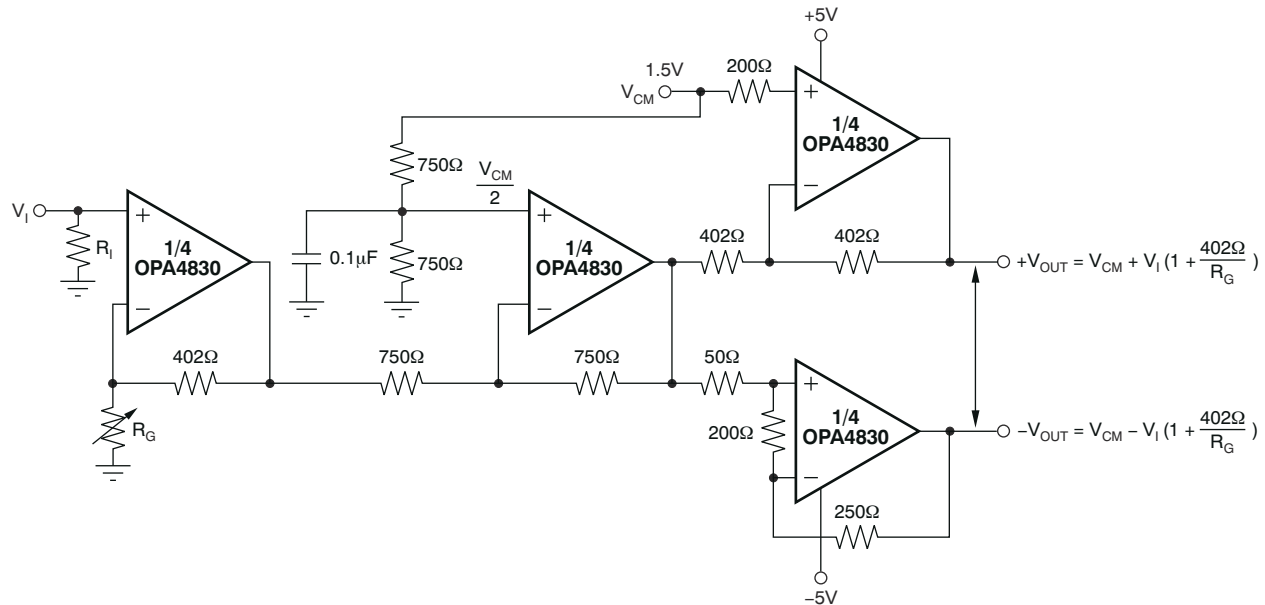 +5V
1.5V
V_CM
200Ω
+
1/4
OPA4830
−
750Ω
V_CM
2
V_I
+
1/4
OPA4830
−
R_I
0.1μF
750Ω
+
1/4
OPA4830
−
402Ω
402Ω
+V_OUT = V_CM + V_I (1 + 402Ω/R_G )
402Ω
750Ω
750Ω
50Ω
R_G
200Ω
+
1/4
OPA4830
−
−V_OUT = V_CM − V_I (1 + 402Ω/R_G )
250Ω
−5V